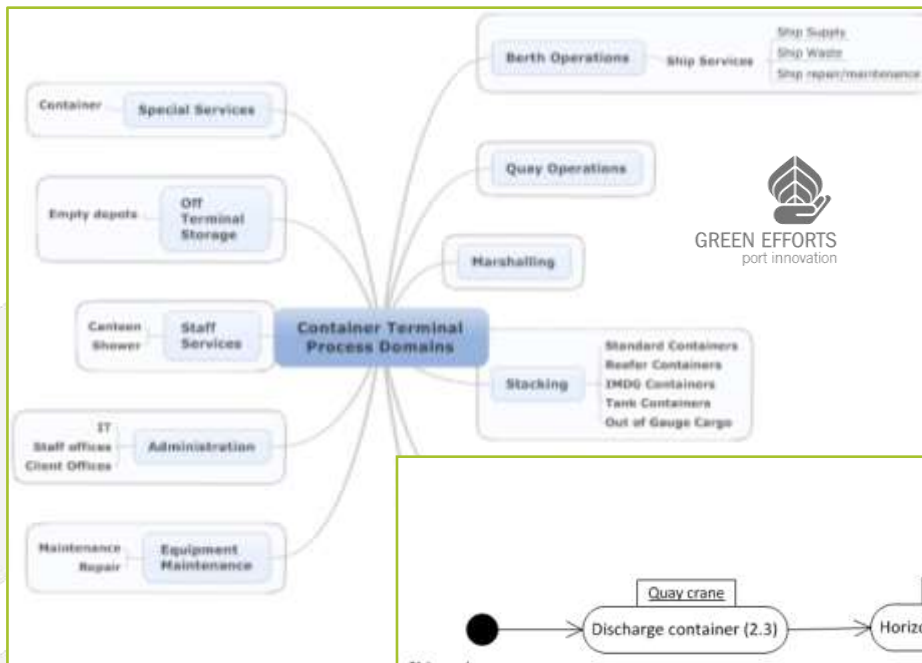 Container
Special Services
Empty depots
Off
Terminal
Storage
Canteen
Shower
Staff
Services
IT
Staff offices
Client Offices
Administration
Maintenance
Repair
Equipment
Maintenance
Container Terminal
Process Domains
Berth Operations
Ship Services
Ship Supply
Ship Waste
Ship repair/maintenance
Quay Operations
GREEN EFFORTS
port innovation
Marshalling
Stacking
Standard Containers
Reefer Containers
IMDG Containers
Tank Containers
Out of Gauge Cargo
Quay crane
Discharge container (2.3)
Horizo